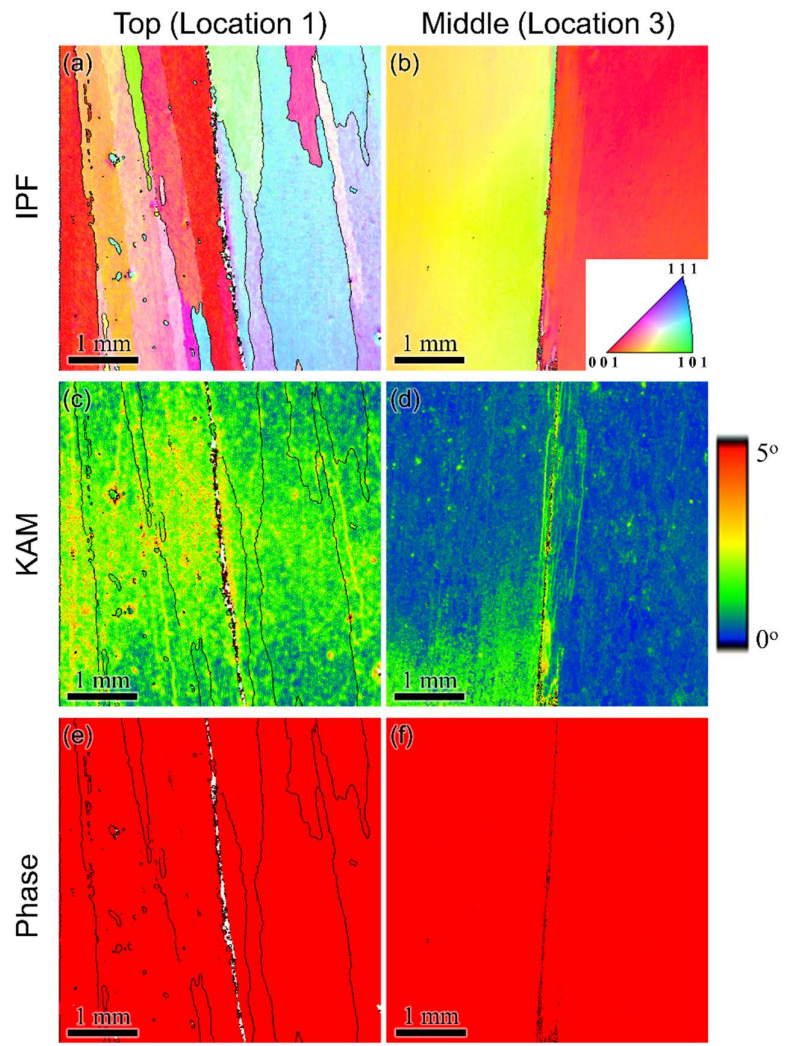 Top (Location 1) Middle (Location 3)
IPF
(a) (b)
1 mm 1 mm
1 1 1
0 0 1 1 0 1
KAM
(c) (d)
5°
0°
1 mm 1 mm
Phase
(e) (f)
1 mm 1 mm